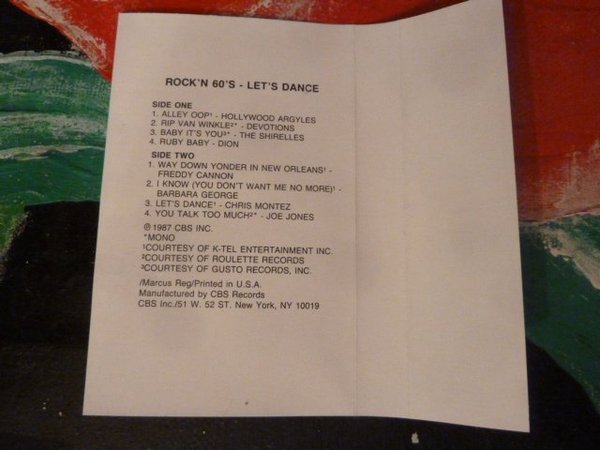 ROCK'N 60'S - LET'S DANCE
SIDE ONE
1. ALLEY OOP¹ - HOLLYWOOD ARGYLES
2. RIP VAN WINKLE²* - DEVOTIONS
3. BABY IT'S YOU³* - THE SHIRELLES
4. RUBY BABY - DION
SIDE TWO
1. WAY DOWN YONDER IN NEW ORLEANS¹ -
FREDDY CANNON
2. I KNOW (YOU DON'T WANT ME NO MORE)¹ -
BARBARA GEORGE
3. LET'S DANCE¹ - CHRIS MONTEZ
4. YOU TALK TOO MUCH²* - JOE JONES
℗ 1987 CBS INC.
*MONO
¹COURTESY OF K-TEL ENTERTAINMENT INC.
²COURTESY OF ROULETTE RECORDS
³COURTESY OF GUSTO RECORDS, INC.
/Marcus Reg/Printed in U.S.A.
Manufactured by CBS Records
CBS Inc./51 W. 52 ST. New York, NY 10019